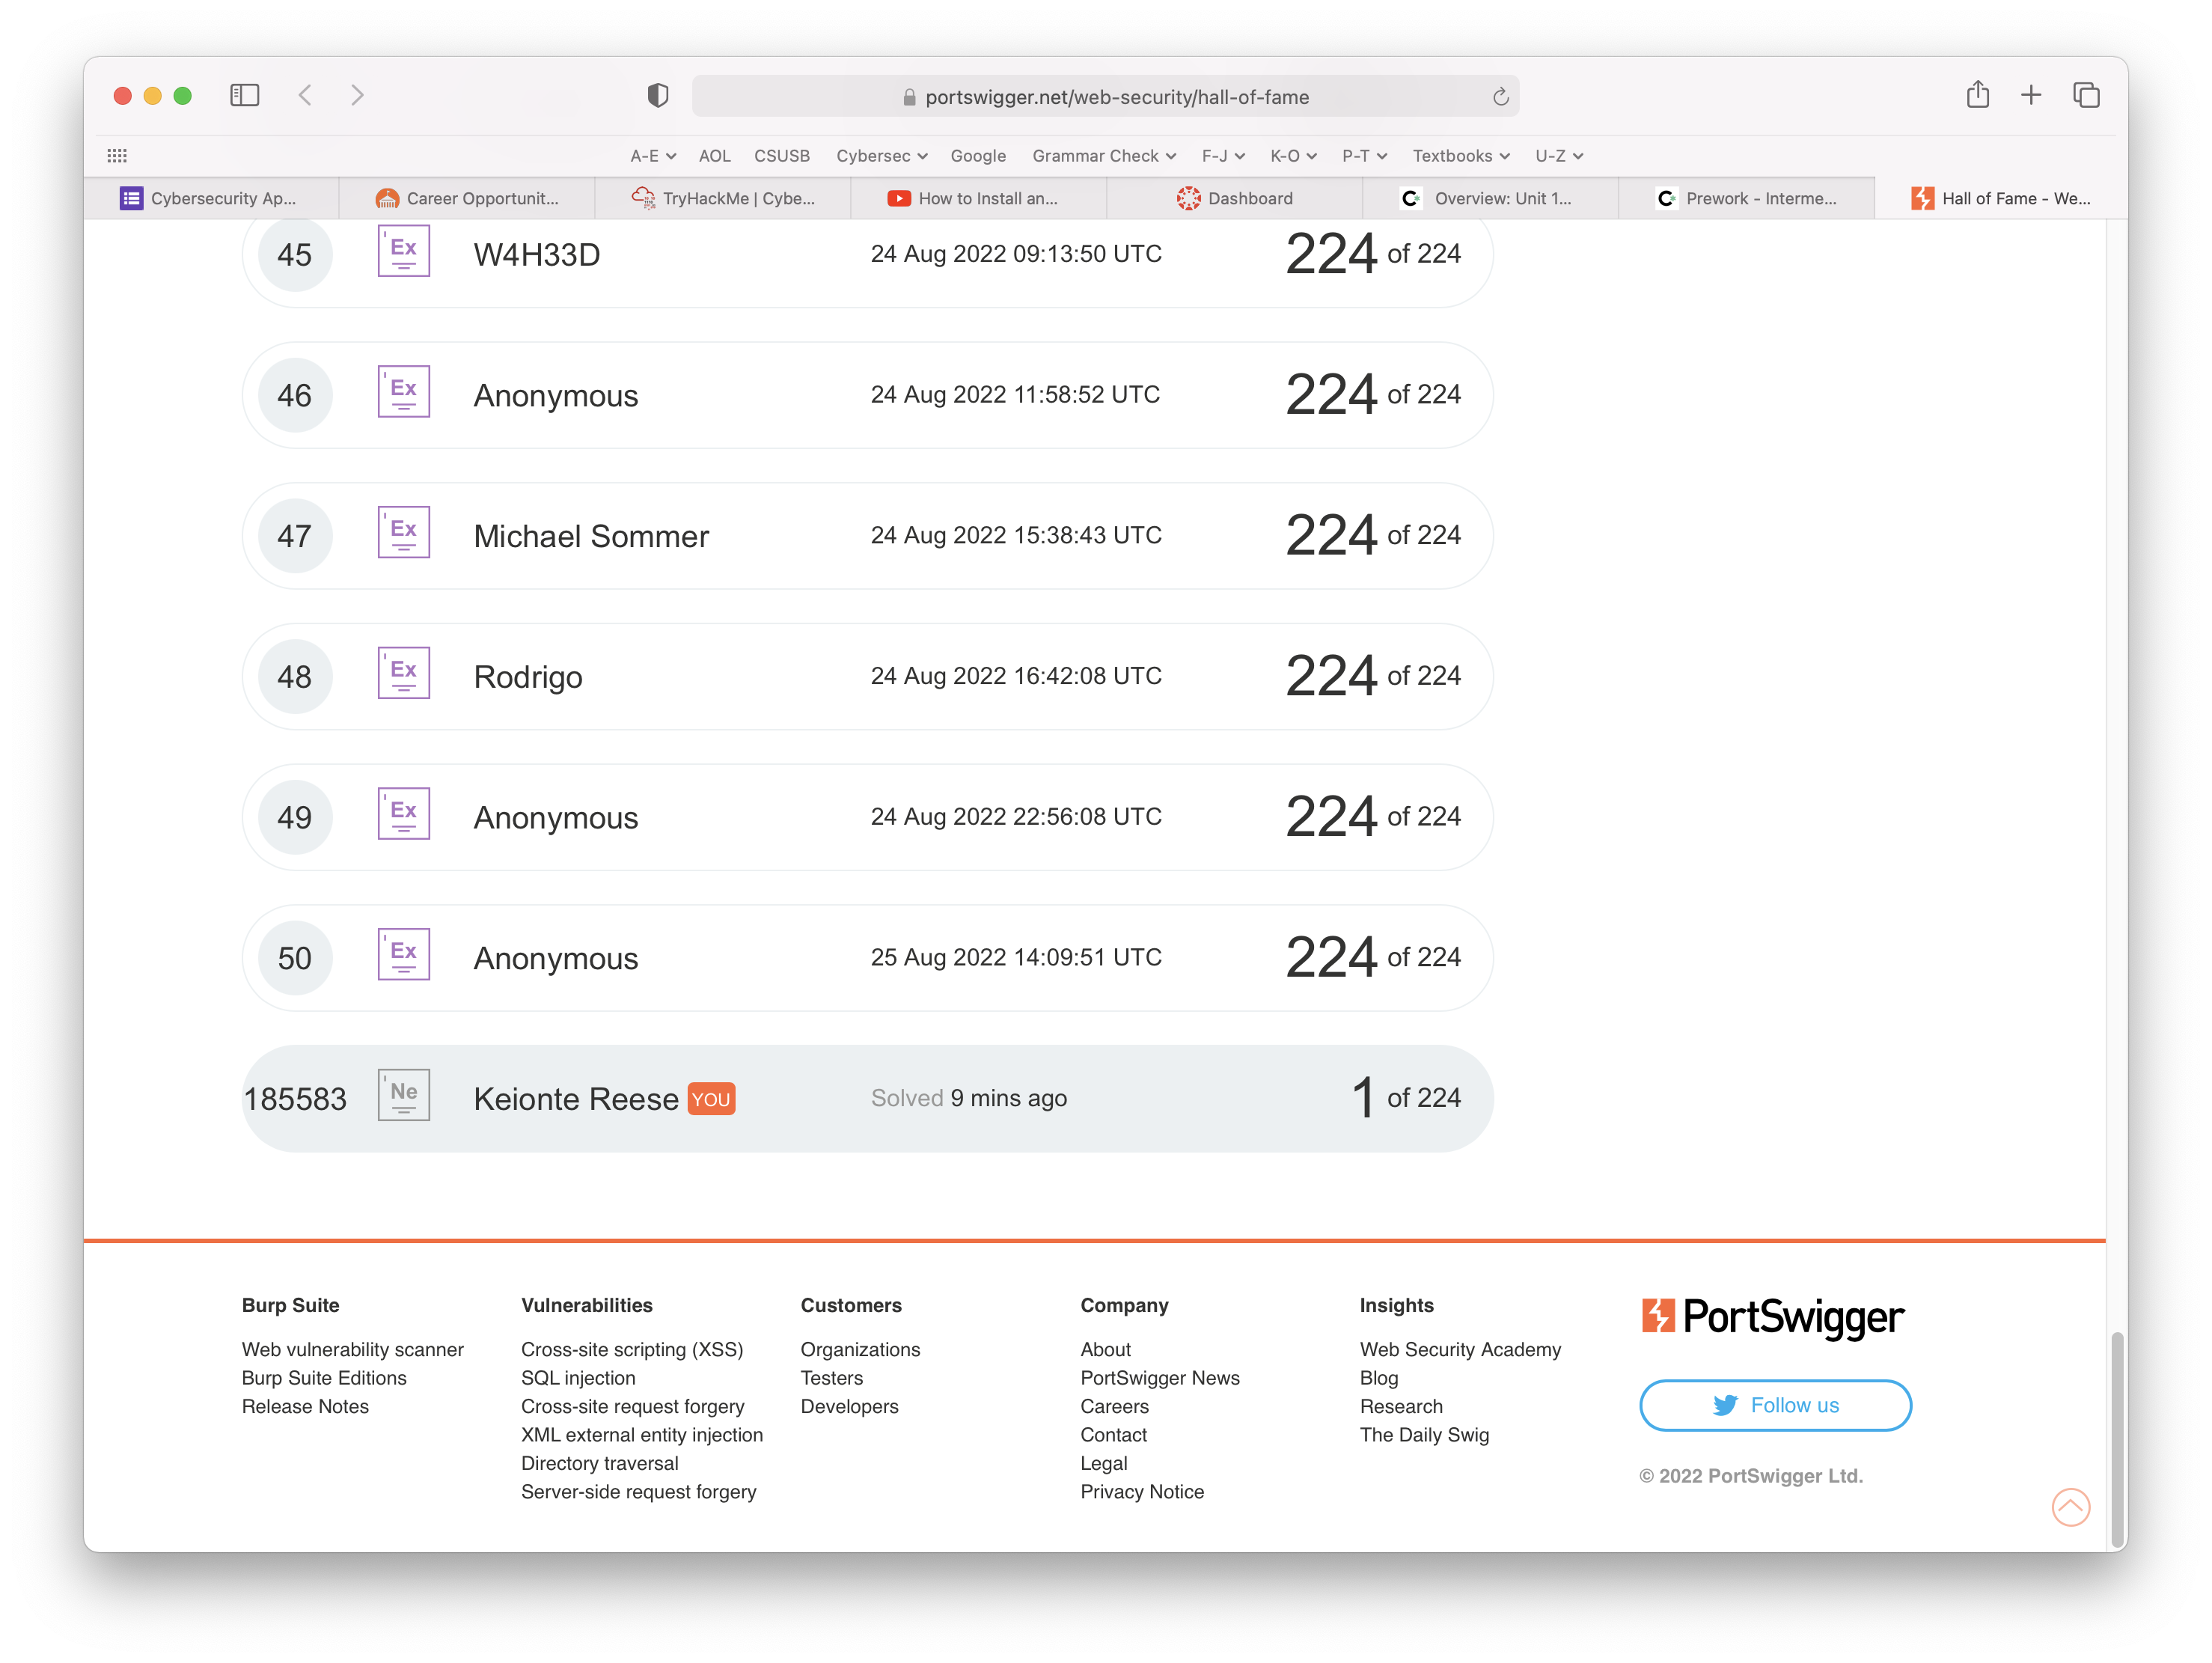 portswigger.net/web-security/hall-of-fame
A-E AOL CSUSB Cybersec Google Grammar Check F-J K-O P-T Textbooks U-Z
Cybersecurity Ap... Career Opportunit... TryHackMe | Cybe... How to Install an... Dashboard Overview: Unit 1... Prework - Interme... Hall of Fame - We...
45 Ex W4H33D 24 Aug 2022 09:13:50 UTC 224 of 224
46 Ex Anonymous 24 Aug 2022 11:58:52 UTC 224 of 224
47 Ex Michael Sommer 24 Aug 2022 15:38:43 UTC 224 of 224
48 Ex Rodrigo 24 Aug 2022 16:42:08 UTC 224 of 224
49 Ex Anonymous 24 Aug 2022 22:56:08 UTC 224 of 224
50 Ex Anonymous 25 Aug 2022 14:09:51 UTC 224 of 224
185583 Ne Keionte Reese YOU Solved 9 mins ago 1 of 224
Burp Suite
Web vulnerability scanner
Burp Suite Editions
Release Notes
Vulnerabilities
Cross-site scripting (XSS)
SQL injection
Cross-site request forgery
XML external entity injection
Directory traversal
Server-side request forgery
Customers
Organizations
Testers
Developers
Company
About
PortSwigger News
Careers
Contact
Legal
Privacy Notice
Insights
Web Security Academy
Blog
Research
The Daily Swig
PortSwigger
Follow us
© 2022 PortSwigger Ltd.